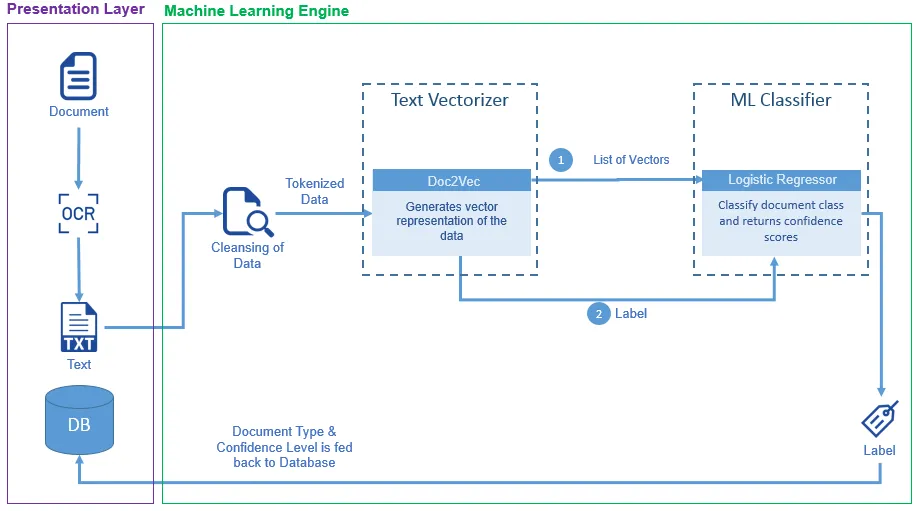 Presentation Layer
Machine Learning Engine
Document
OCR
TXT
Text
DB
Cleansing of
Data
Tokenized
Data
Text Vectorizer
Doc2Vec
Generates vector
representation of the
data
1
List of Vectors
2
Label
ML Classifier
Logistic Regressor
Classify document class
and returns confidence
scores
Label
Document Type &
Confidence Level is fed
back to Database